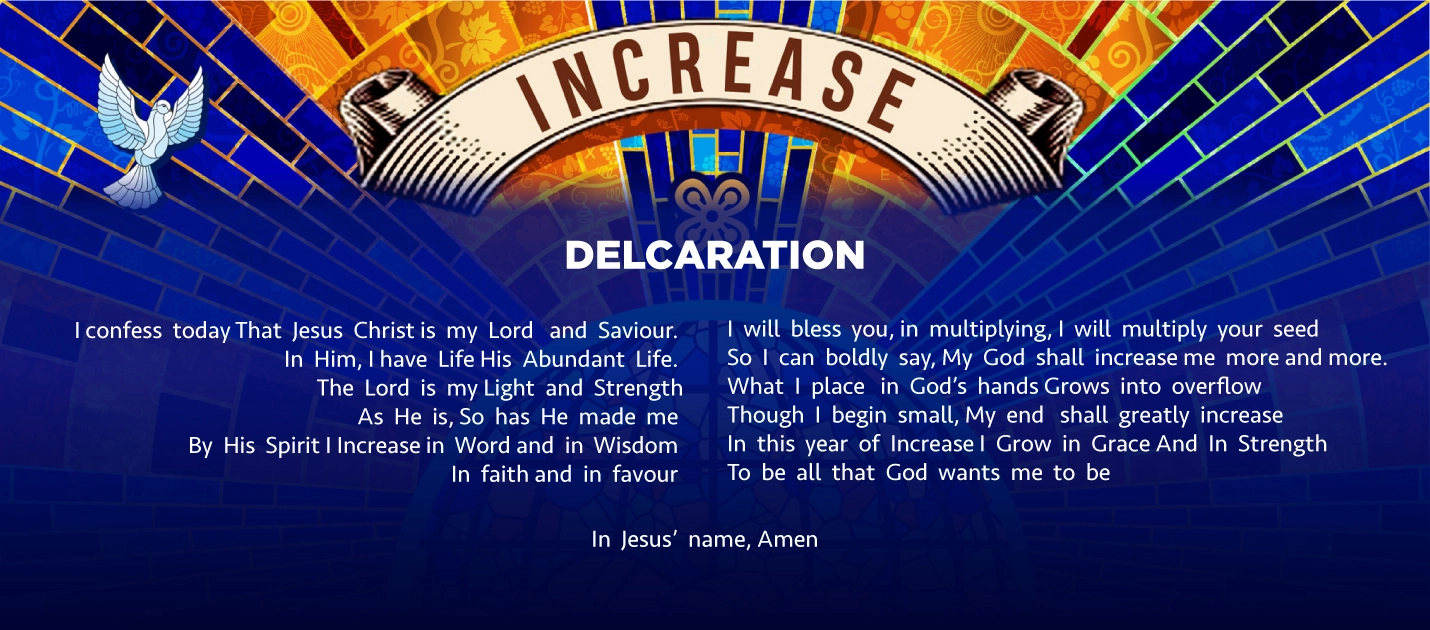 INCREASE
DELCARATION
I confess today That Jesus Christ is my Lord and Saviour.
In Him, I have Life His Abundant Life.
The Lord is my Light and Strength
As He is, So has He made me
By His Spirit I Increase in Word and in Wisdom
In faith and in favour
I will bless you, in multiplying, I will multiply your seed
So I can boldly say, My God shall increase me more and more.
What I place in God's hands Grows into overflow
Though I begin small, My end shall greatly increase
In this year of Increase I Grow in Grace And In Strength
To be all that God wants me to be
In Jesus’ name, Amen